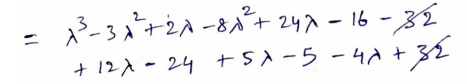 = λ³ - 3λ² + 2λ - 8λ² + 24λ - 16 - 32
+ 12λ - 24 + 5λ - 5 - 4λ + 32